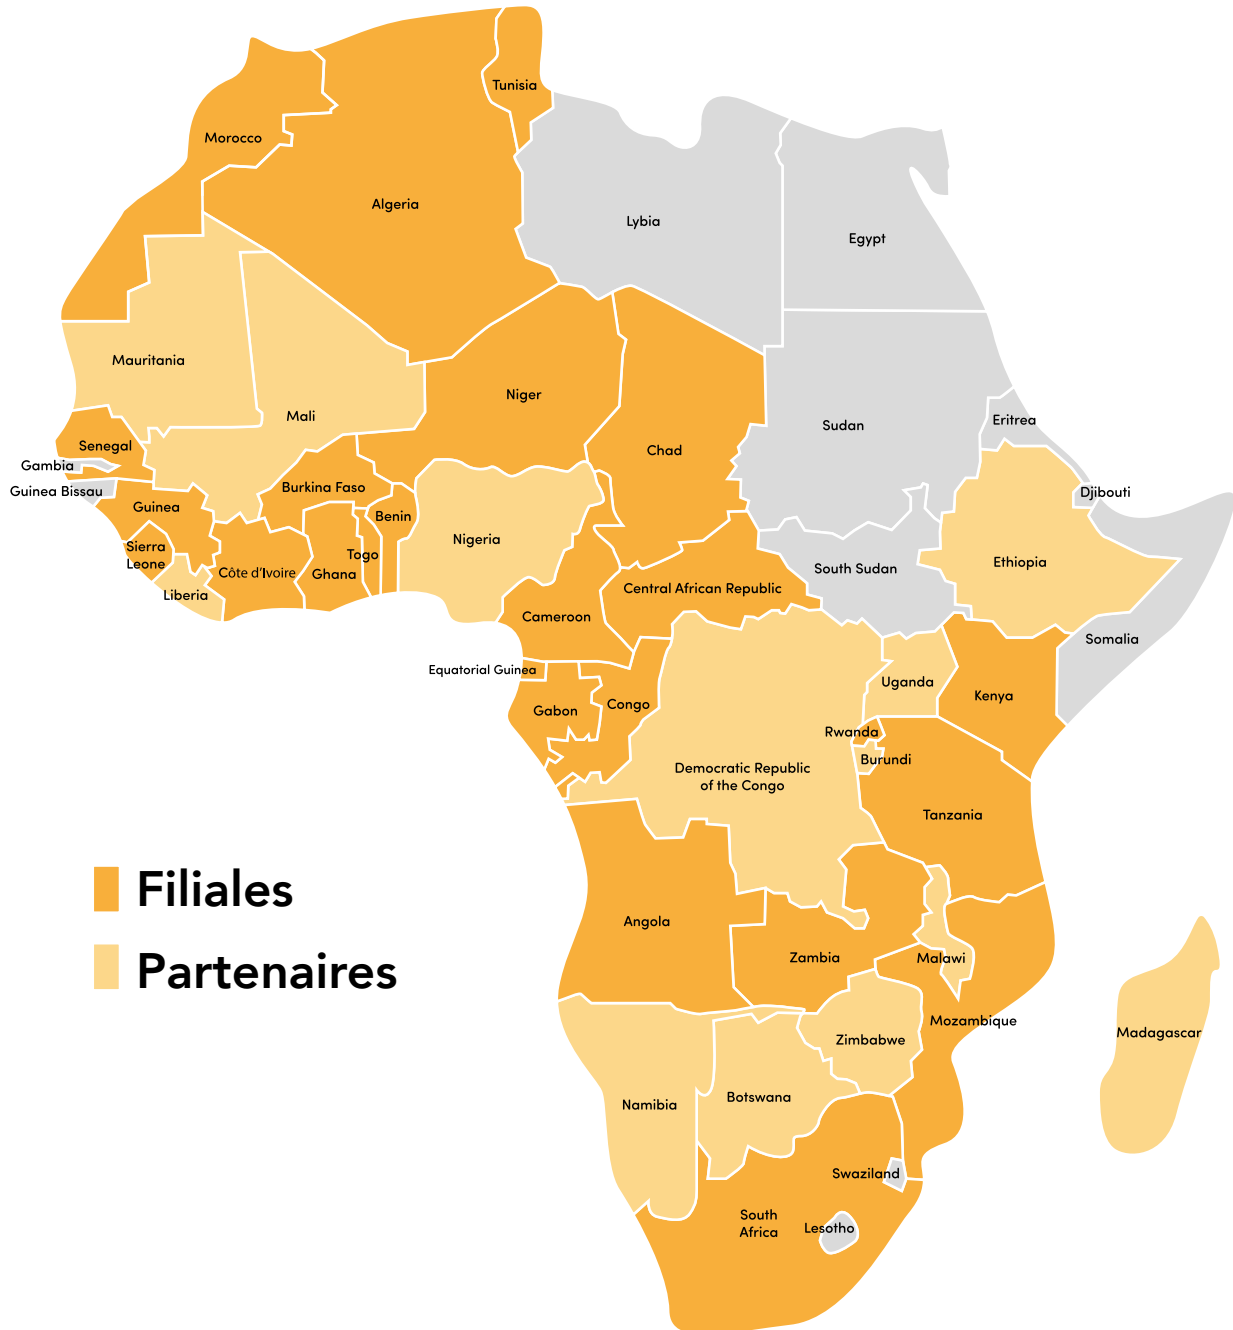 Tunisia
Morocco
Algeria
Lybia
Egypt
Mauritania
Mali
Niger
Chad
Sudan
Eritrea
Senegal
Gambia
Guinea Bissau
Guinea
Burkina Faso
Benin
Djibouti
Sierra
Leone
Togo
Nigeria
Côte d'Ivoire
Ghana
Liberia
Central African Republic
South Sudan
Ethiopia
Cameroon
Somalia
Equatorial Guinea
Gabon
Congo
Uganda
Kenya
Rwanda
Burundi
Democratic Republic
of the Congo
Tanzania
Filiales
Partenaires
Angola
Zambia
Malawi
Mozambique
Zimbabwe
Madagascar
Namibia
Botswana
Swaziland
South
Africa
Lesotho